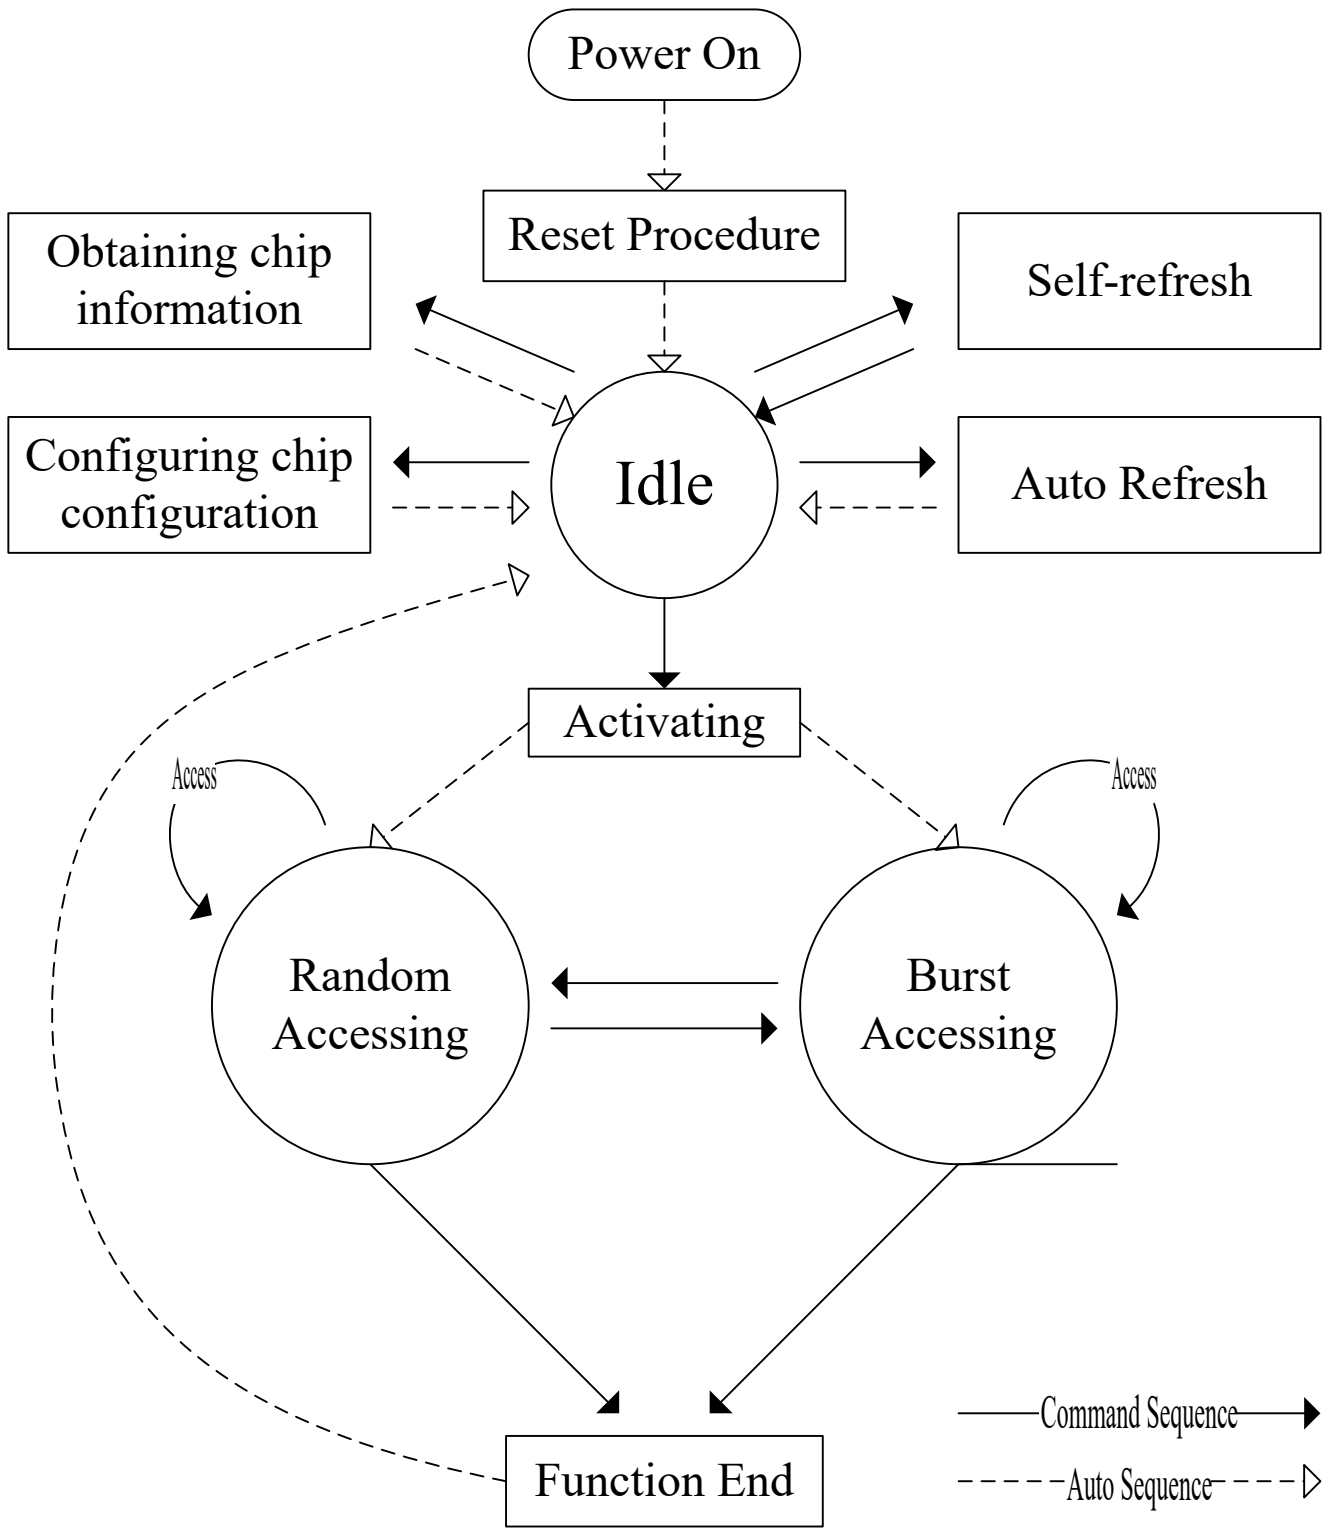 Power On
Reset Procedure
Obtaining chip
information
Self-refresh
Configuring chip
configuration
Idle
Auto Refresh
Activating
Access
Access
Random
Accessing
Burst
Accessing
Command Sequence
Auto Sequence
Function End